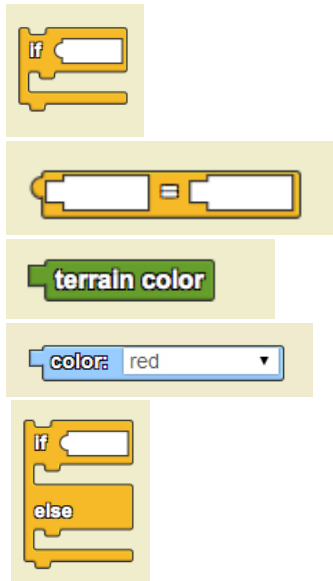 if
=
terrain color
color: red
if
else